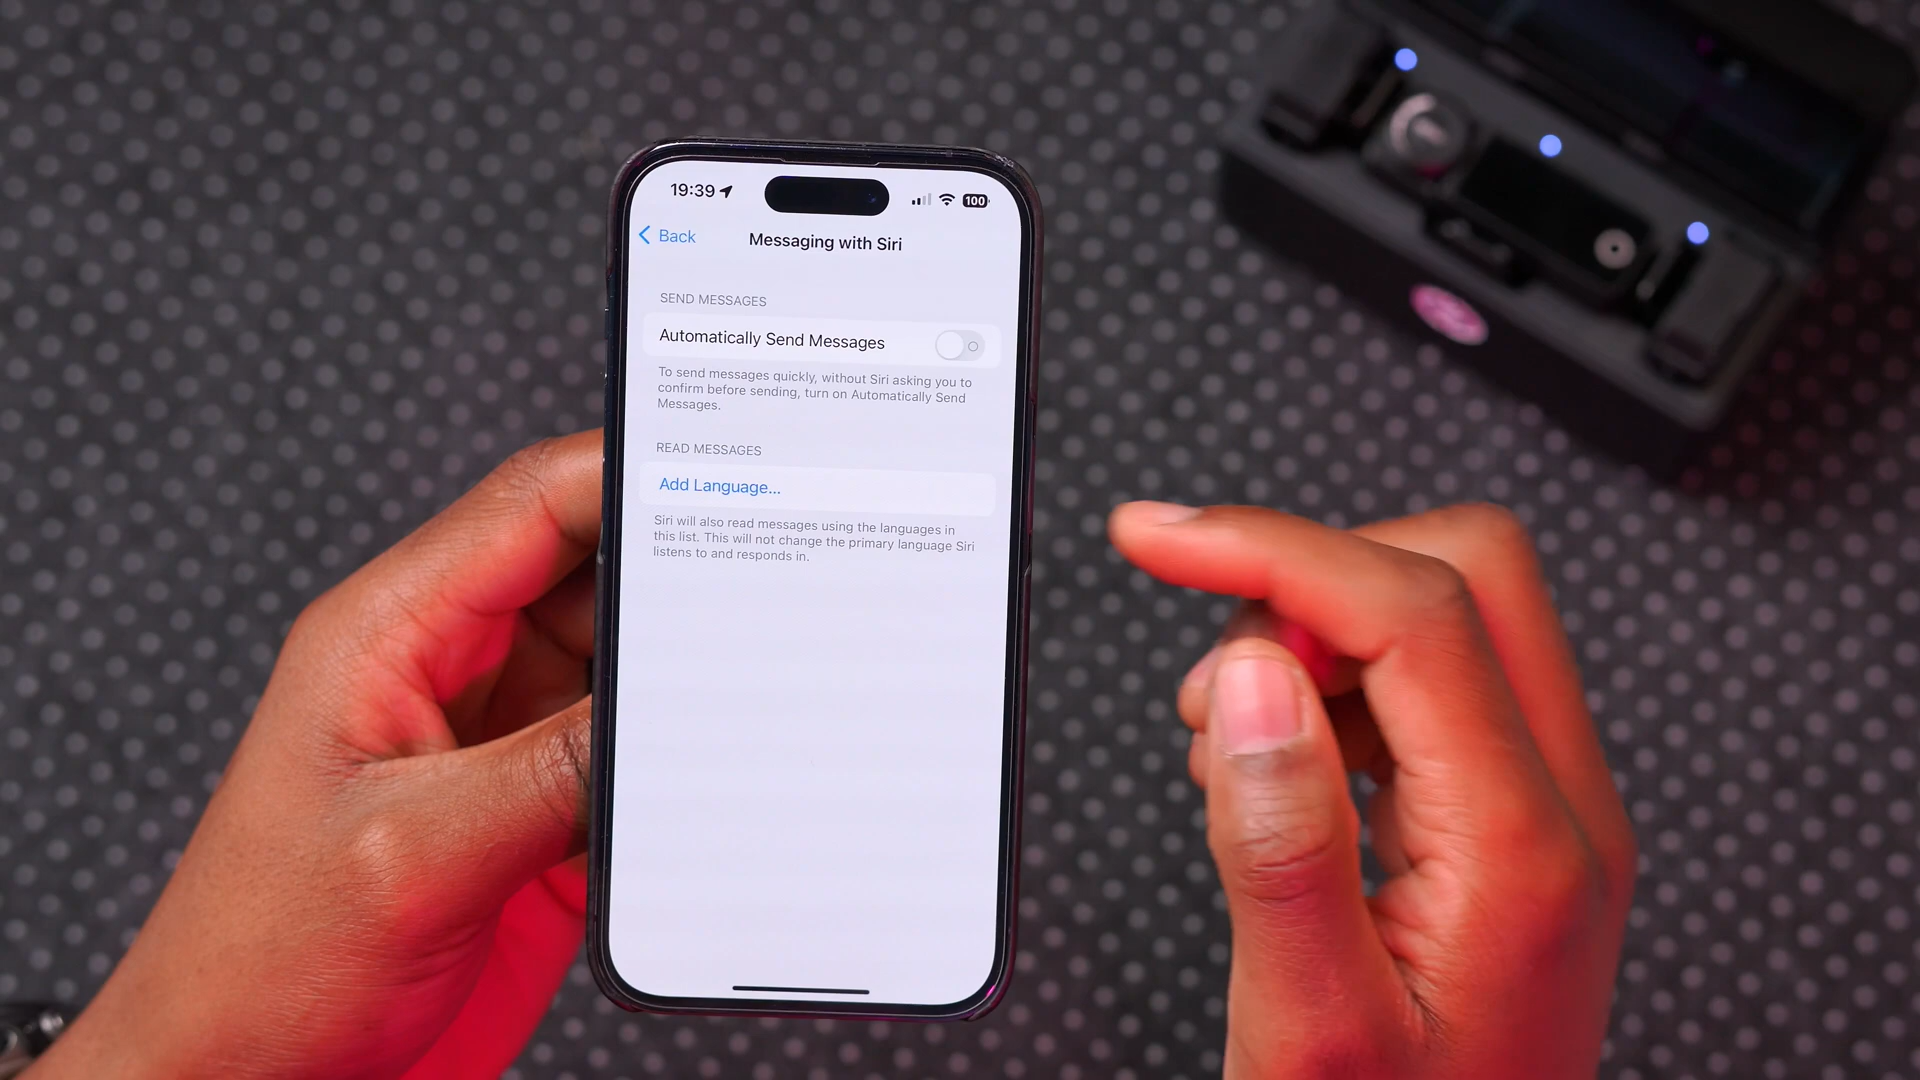 19:39
100
Back
Messaging with Siri
SEND MESSAGES
Automatically Send Messages
To send messages quickly, without Siri asking you to
confirm before sending, turn on Automatically Send
Messages.
READ MESSAGES
Add Language...
Siri will also read messages using the languages in
this list. This will not change the primary language Siri
listens to and responds in.